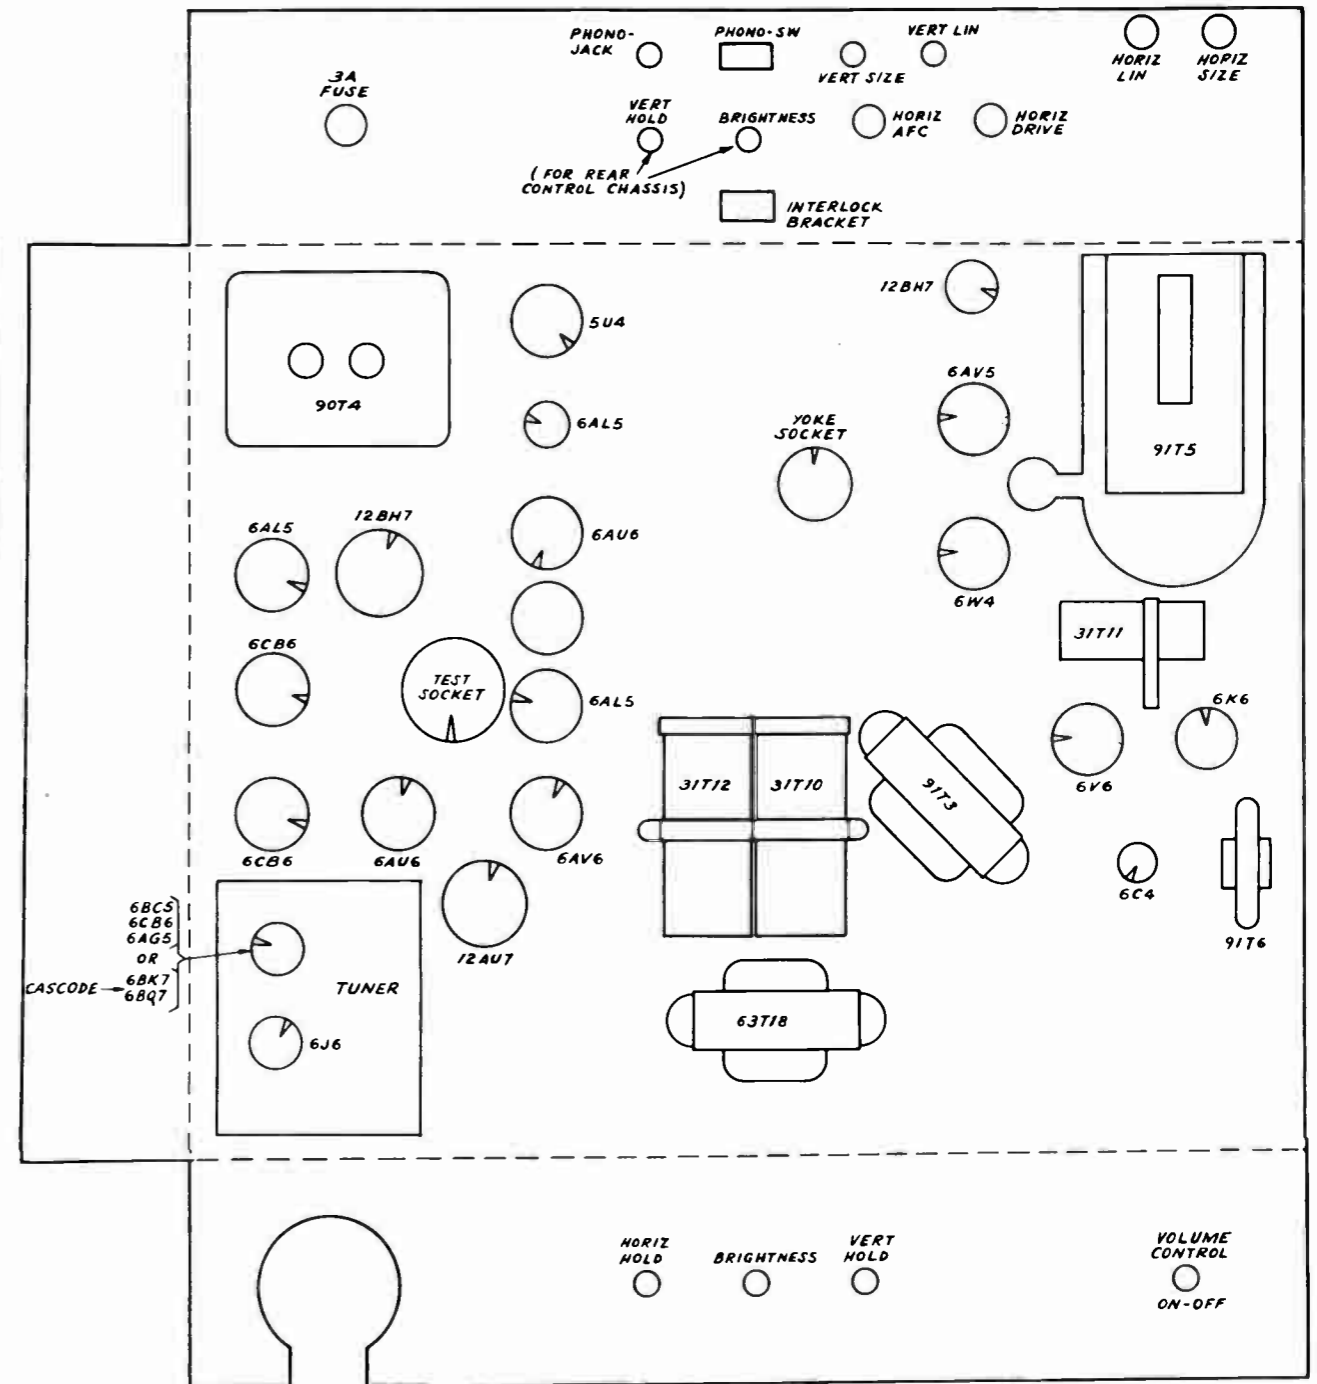 PHONO-
JACK
PHONO-SW
VERT SIZE
VERT LIN
HORIZ
LIN
HORIZ
SIZE
3A
FUSE
VERT
HOLD
BRIGHTNESS
HORIZ
AFC
HORIZ
DRIVE
(FOR REAR
CONTROL CHASSIS)
INTERLOCK
BRACKET
90T4
5U4
12BH7
6AL5
6AV5
91T5
YOKE
SOCKET
6AL5
12BH7
6AU6
6W4
31T11
6CB6
TEST
SOCKET
6AL5
6K6
6V6
31T12
31T10
91T3
6CB6
6AU6
6AV6
6C4
91T6
12AU7
6BC5
6CB6
6AG5
OR
CASCODE
6BK7
6BQ7
TUNER
6J6
63T18
HORIZ
HOLD
BRIGHTNESS
VERT
HOLD
VOLUME
CONTROL
ON-OFF